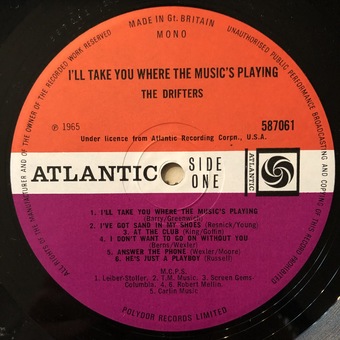 MADE IN Gt. BRITAIN
MONO
I'LL TAKE YOU WHERE THE MUSIC'S PLAYING
THE DRIFTERS
℗ 1965
587061
Under licence from Atlantic Recording Corpn., U.S.A.
ATLANTIC
SIDE
ONE
ATLANTIC
1. I'LL TAKE YOU WHERE THE MUSIC'S PLAYING
(Barry/Greenwich)
2. I'VE GOT SAND IN MY SHOES (Resnick/Young)
3. AT THE CLUB (King/Goffin)
4. I DON'T WANT TO GO ON WITHOUT YOU
(Berns/Wexler)
5. ANSWER THE PHONE (Wexler/Moore)
6. HE'S JUST A PLAYBOY (Russell)
M.C.P.S.
1. Leiber-Stoller. 2. T.M. Music. 3. Screen Gems-
Columbia. 4. & Robert Mellin.
5. Carlin Music
POLYDOR RECORDS LIMITED
ALL RIGHTS OF THE MANUFACTURER AND OF THE OWNER OF THE RECORDED WORK RESERVED
UNAUTHORISED PUBLIC PERFORMANCE BROADCASTING AND COPYING OF THIS RECORD PROHIBITED